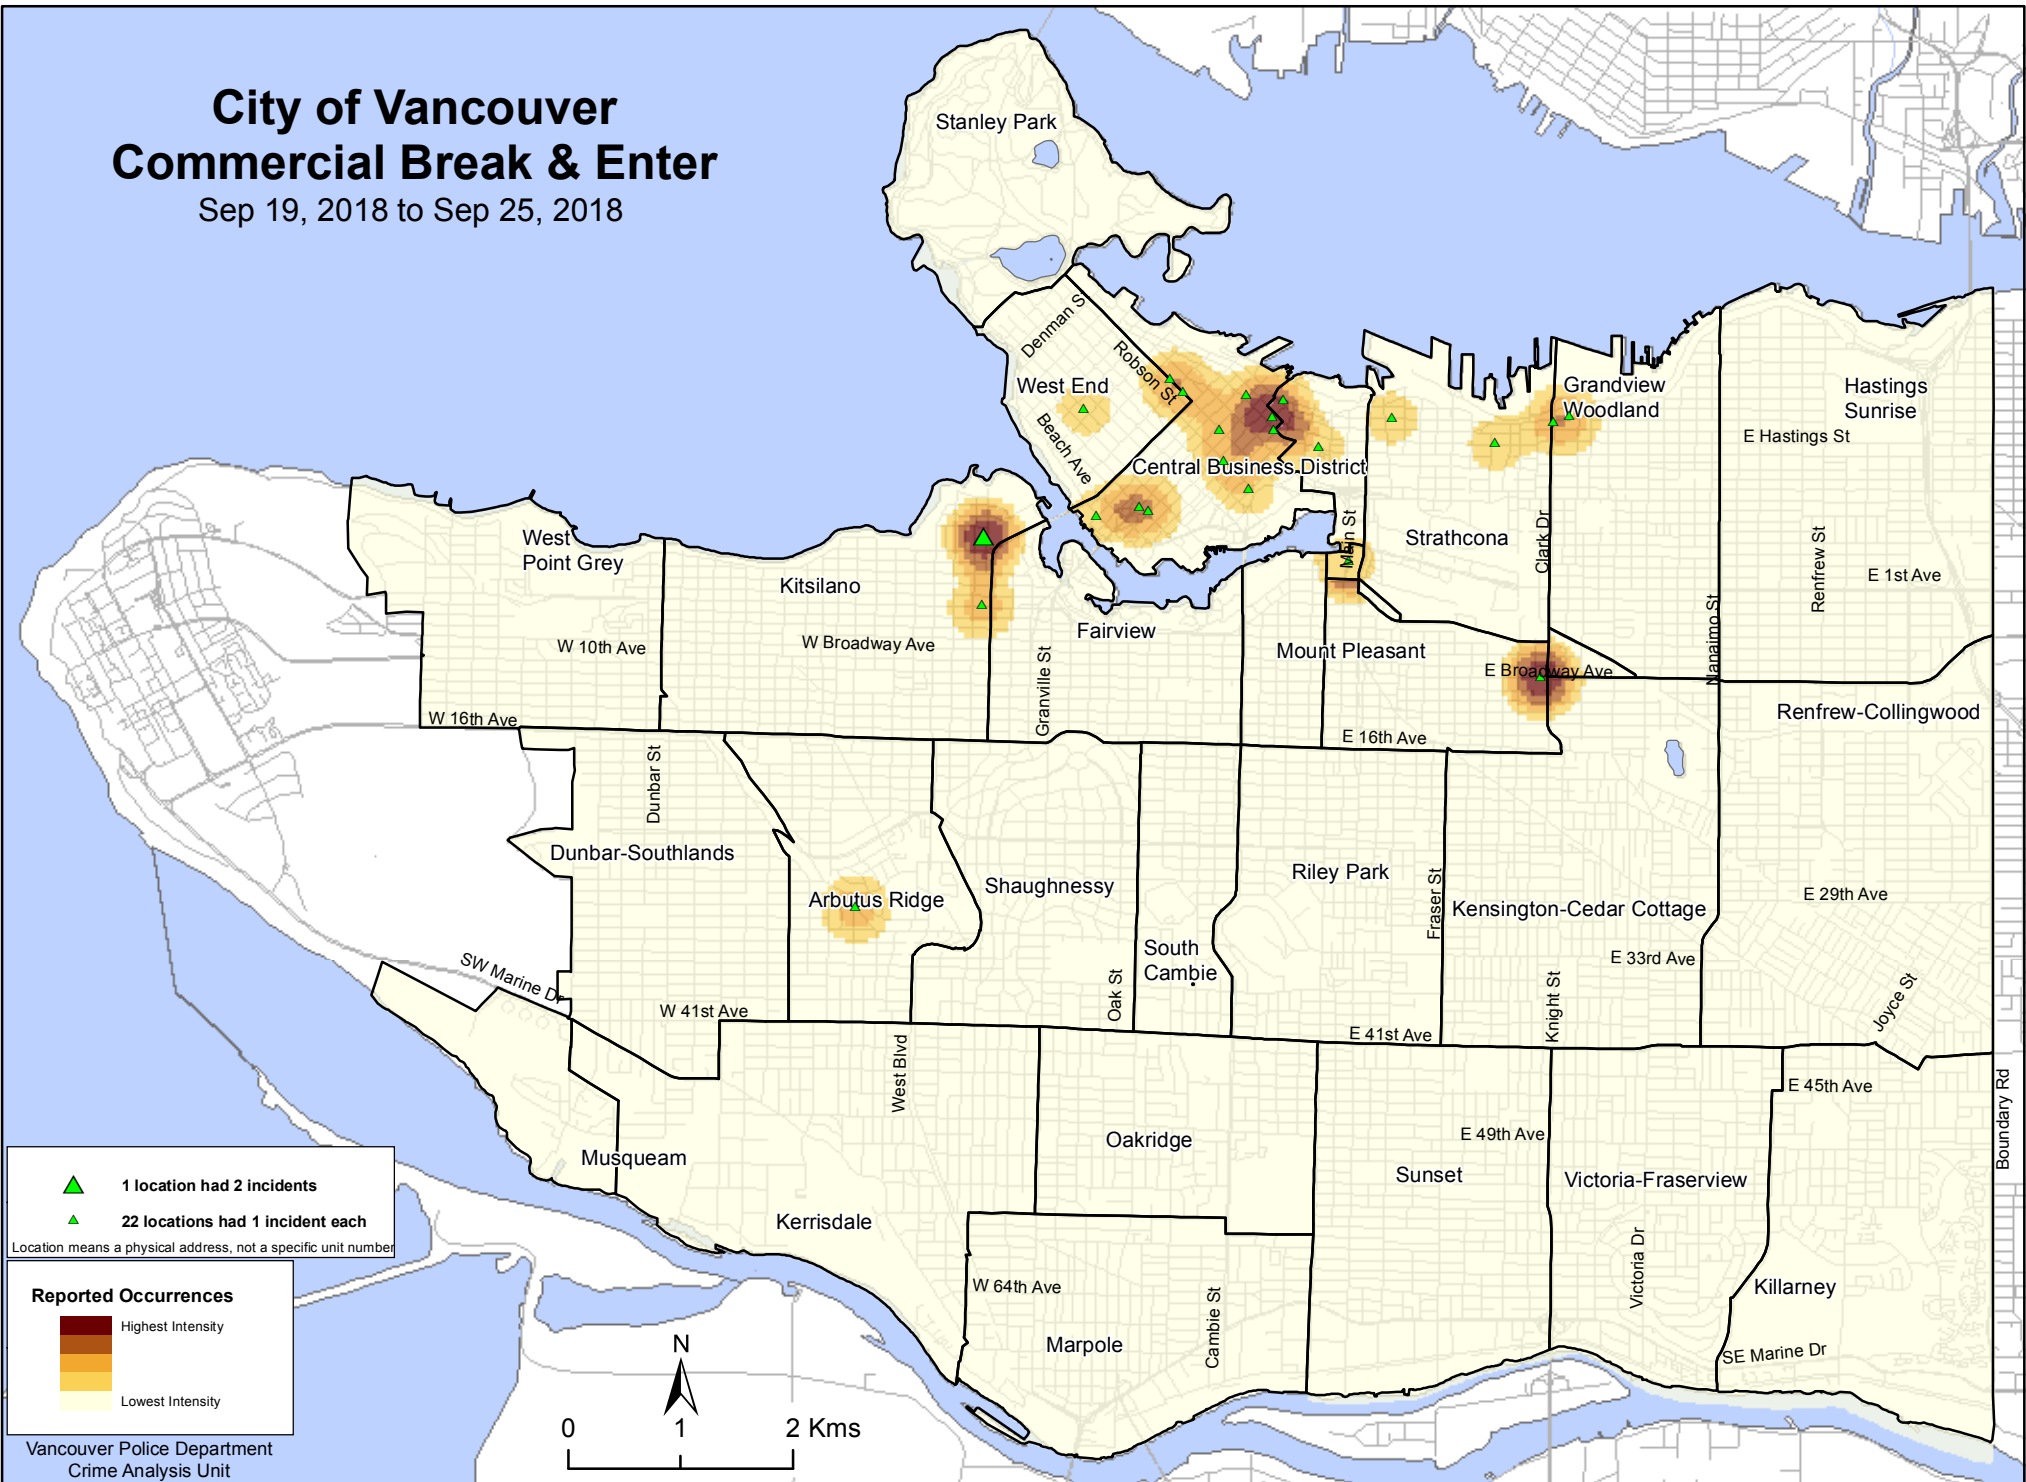 City of Vancouver
Commercial Break & Enter
Sep 19, 2018 to Sep 25, 2018
Stanley Park
Denman S
Robson St
West End
Beach Ave
Central Business District
Grandview
Woodland
Hastings
Sunrise
E Hastings St
West
Point Grey
Kitsilano
Fairview
Main St
Strathcona
Clark Dr
Renfrew St
E 1st Ave
Nanaimo St
W 10th Ave
W Broadway Ave
Granville St
Mount Pleasant
E Broadway Ave
W 16th Ave
E 16th Ave
Renfrew-Collingwood
Dunbar St
Dunbar-Southlands
Arbutus Ridge
Shaughnessy
Riley Park
Fraser St
Kensington-Cedar Cottage
E 29th Ave
South
Cambie
E 33rd Ave
SW Marine Dr
W 41st Ave
Oak St
E 41st Ave
Knight St
Joyce St
West Blvd
E 45th Ave
Boundary Rd
Musqueam
Oakridge
E 49th Ave
Sunset
Victoria-Fraserview
Kerrisdale
Victoria Dr
W 64th Ave
Cambie St
Killarney
Marpole
SE Marine Dr
1 location had 2 incidents
22 locations had 1 incident each
Location means a physical address, not a specific unit number
Reported Occurrences
Highest Intensity
Lowest Intensity
Vancouver Police Department
Crime Analysis Unit
N
0 1 2 Kms